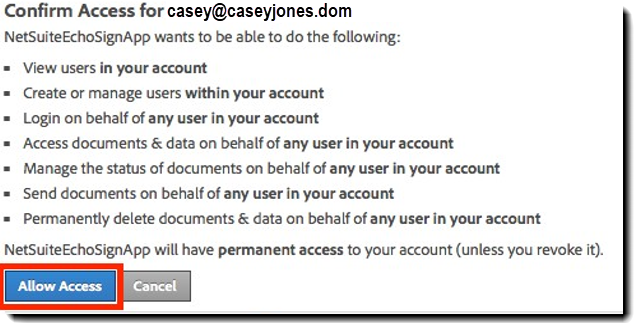 Confirm Access for casey@caseyjones.dom
NetSuiteEchoSignApp wants to be able to do the following:
View users in your account
Create or manage users within your account
Login on behalf of any user in your account
Access documents & data on behalf of any user in your account
Manage the status of documents on behalf of any user in your account
Send documents on behalf of any user in your account
Permanently delete documents & data on behalf of any user in your account
NetSuiteEchoSignApp will have permanent access to your account (unless you revoke it).
Allow Access Cancel